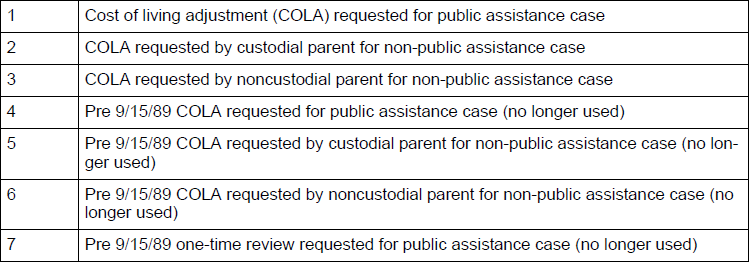 1 Cost of living adjustment (COLA) requested for public assistance case
2 COLA requested by custodial parent for non-public assistance case
3 COLA requested by noncustodial parent for non-public assistance case
4 Pre 9/15/89 COLA requested for public assistance case (no longer used)
5 Pre 9/15/89 COLA requested by custodial parent for non-public assistance case (no lon-
ger used)
6 Pre 9/15/89 COLA requested by noncustodial parent for non-public assistance case (no
longer used)
7 Pre 9/15/89 one-time review requested for public assistance case (no longer used)